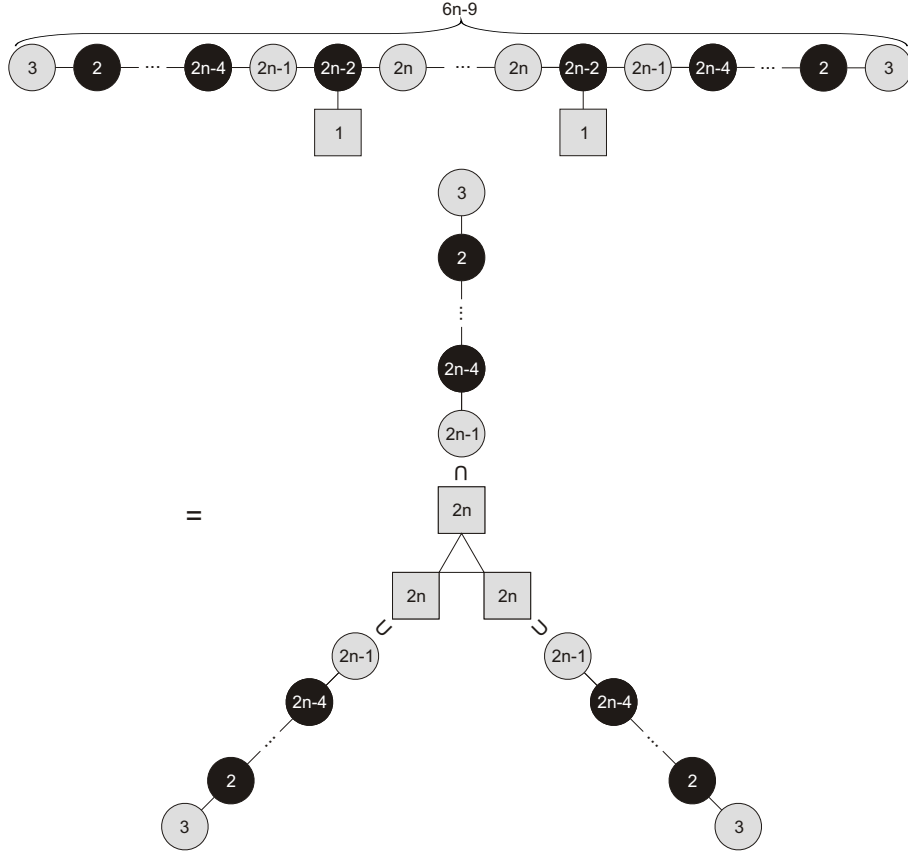 6n-9
3 2 ... 2n-4 2n-1 2n-2 2n ... 2n 2n-2 2n-1 2n-4 ... 2 3
1 1
3
2
...
2n-4
2n-1
∩
= 2n
2n 2n
∪ ∪
2n-1 2n-1
2n-4 2n-4
... ...
2 2
3 3